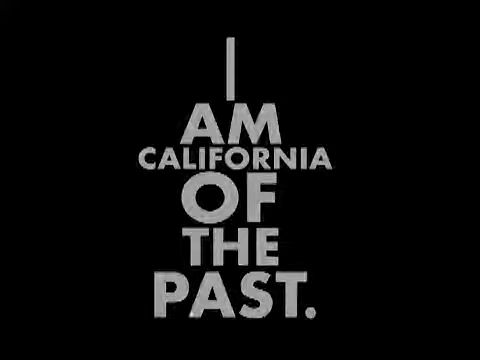 I
AM
CALIFORNIA
OF
THE
PAST.